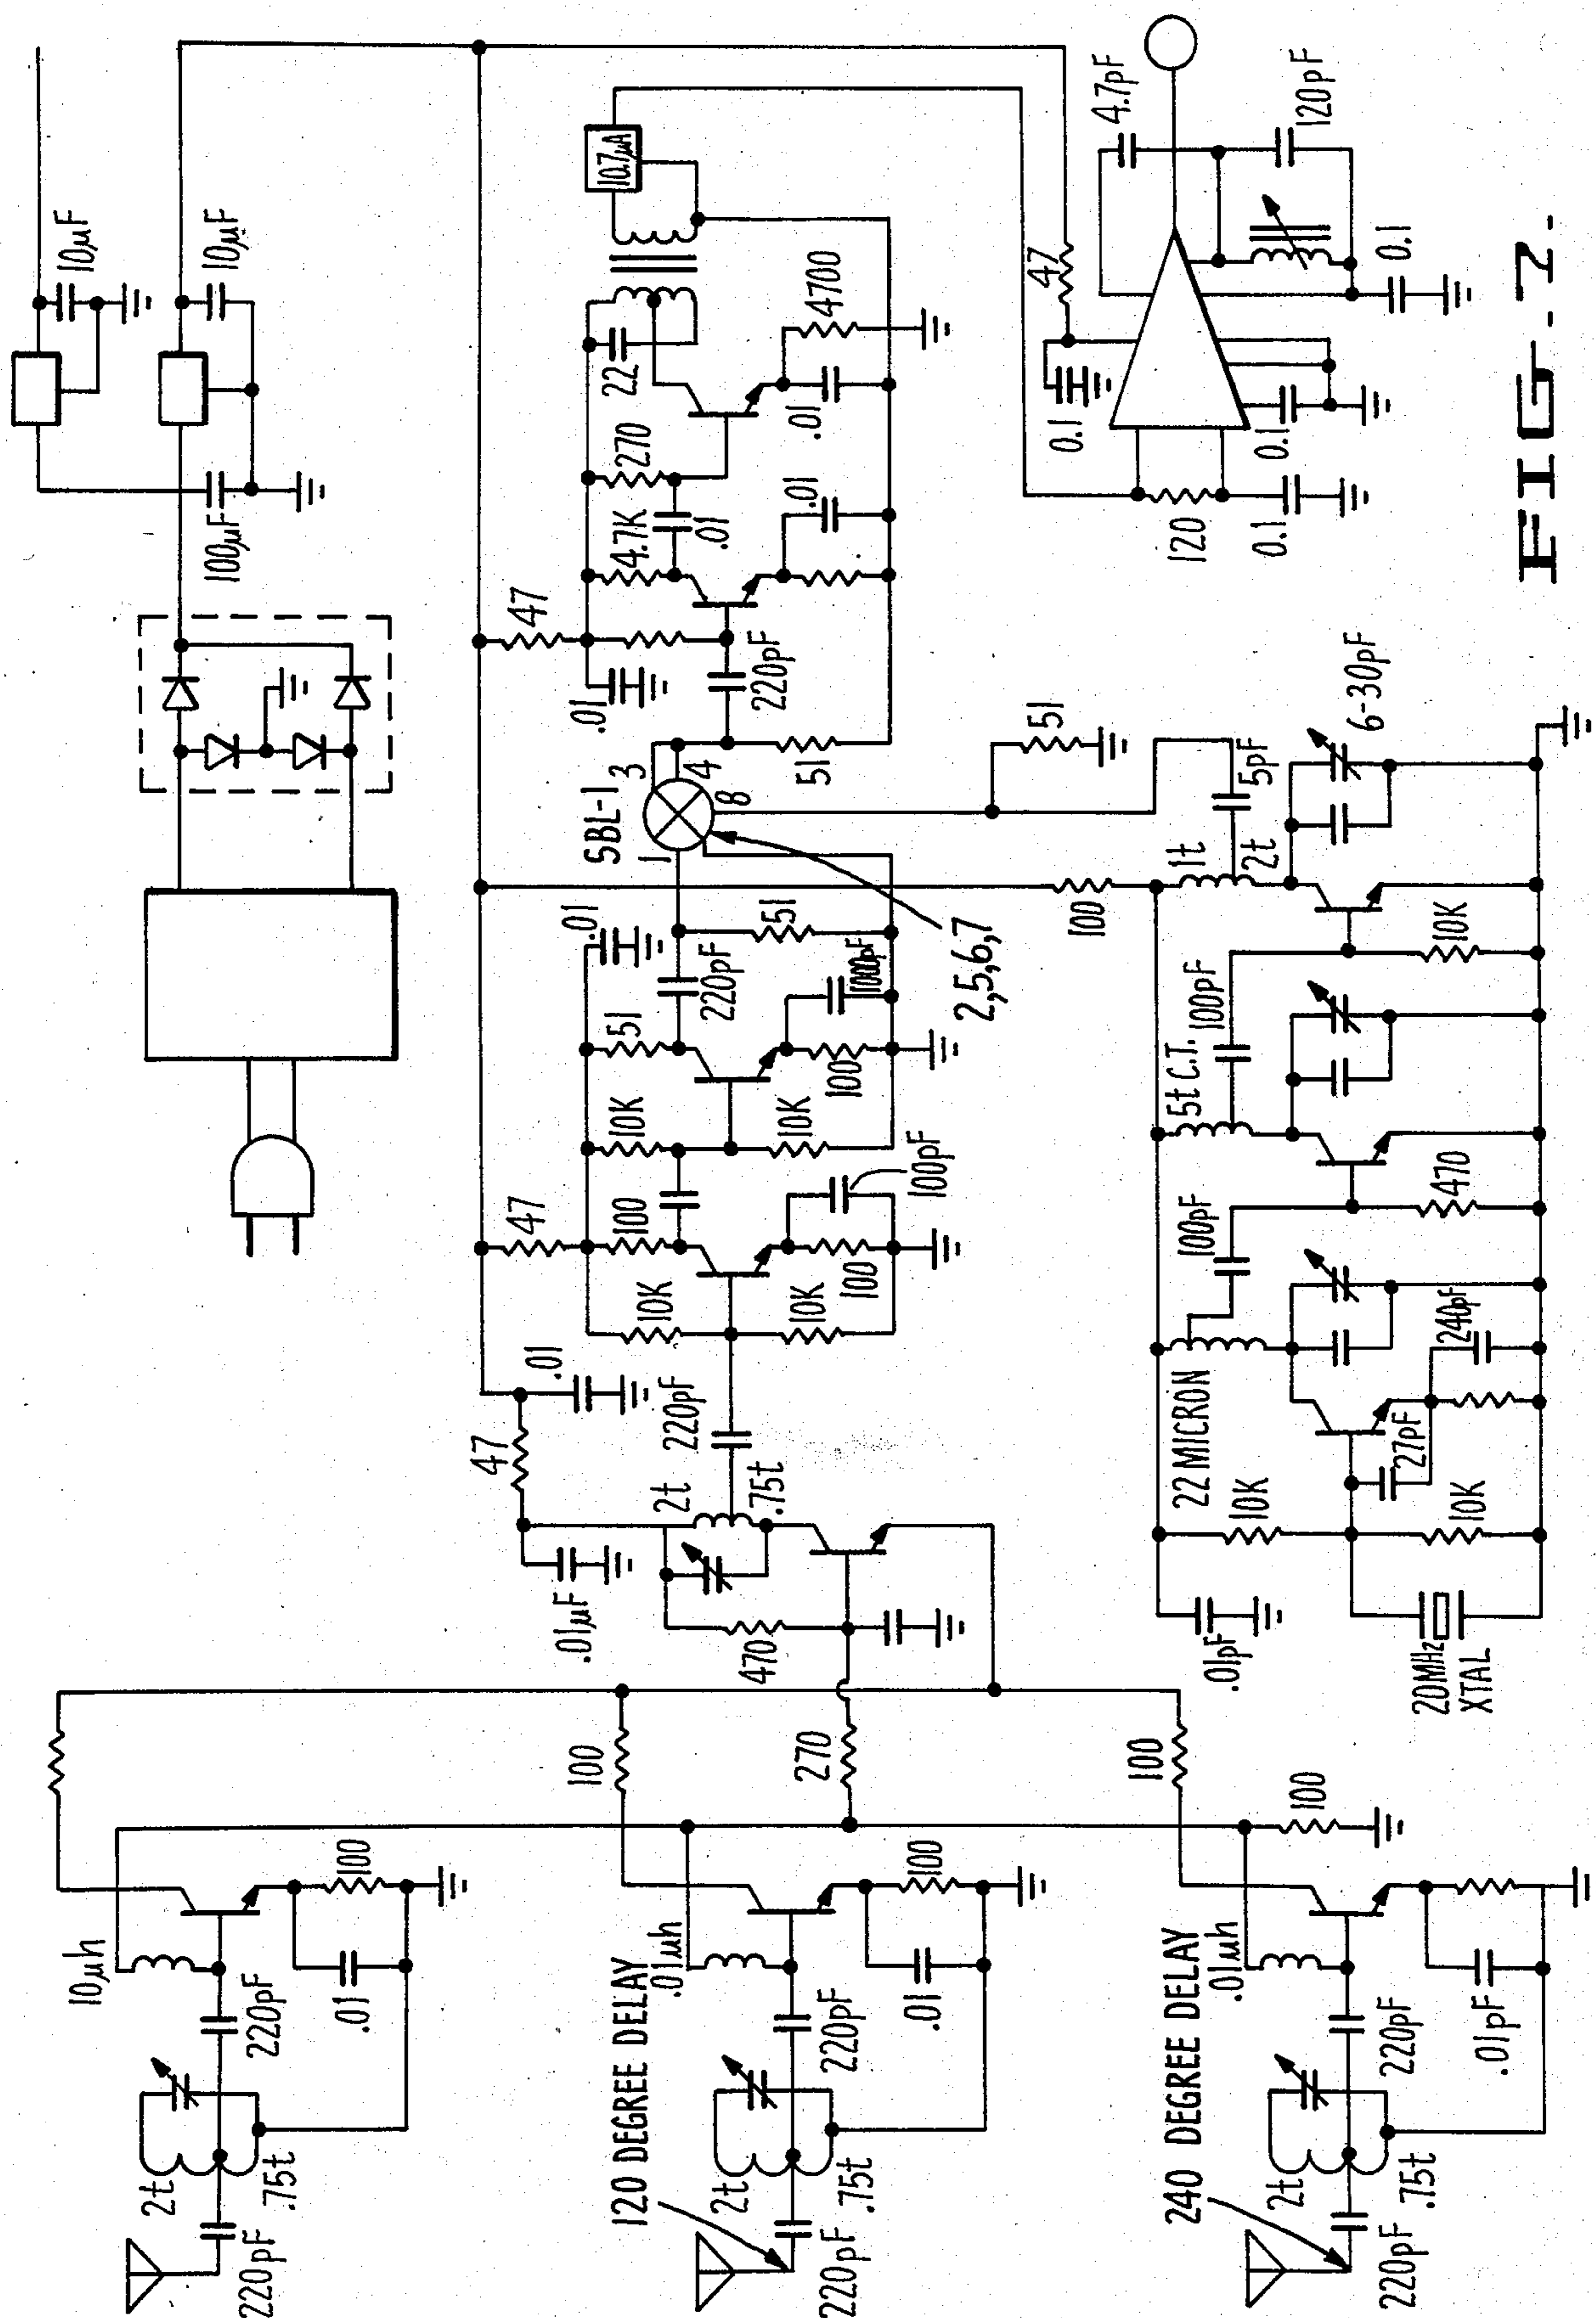 10µF
10µF
100µF
47
.01
220pF
4.7K
.01
270
.01
22
.01
4700
10.7µA
SBL-1
1
3
4
8
51
2,5,6,7
51
47
10K
10K
100
100
100pF
10K
10K
51
100
1000pF
220pF
51
.01
47
.01
.01µF
2t
.75t
220pF
470
270
100
100
100
10µh
100
.01
220pF
2t
.75t
220pF
120 DEGREE DELAY
.01µh
100
.01
220pF
2t
.75t
220pF
240 DEGREE DELAY
.01µh
.01pF
220pF
2t
.75t
220pF
.01pF
20MHz
XTAL
10K
10K
27pF
240pF
22 MICRON
100pF
470
5t C.T.
100pF
10K
100
1t
2t
5pF
6-30pF
120
0.1
0.1
0.1
47
4.7pF
120pF
0.1
FIG. 7.